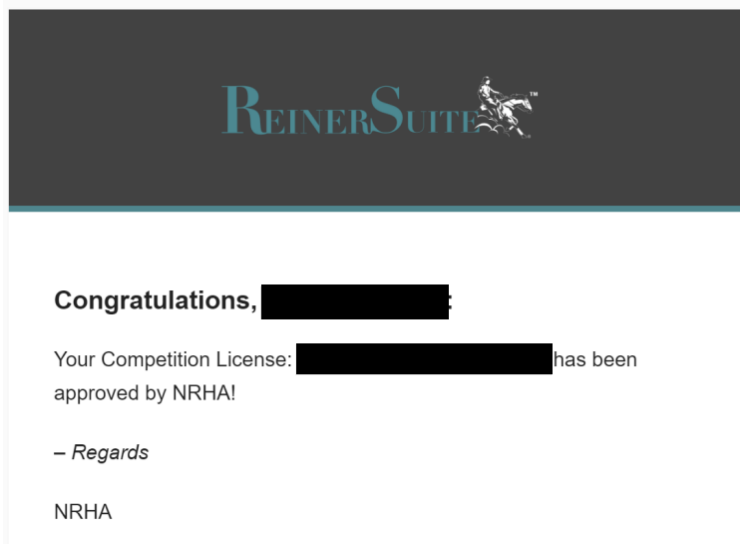 REINERSUITE™
Congratulations, :
Your Competition License: has been
approved by NRHA!
– Regards
NRHA